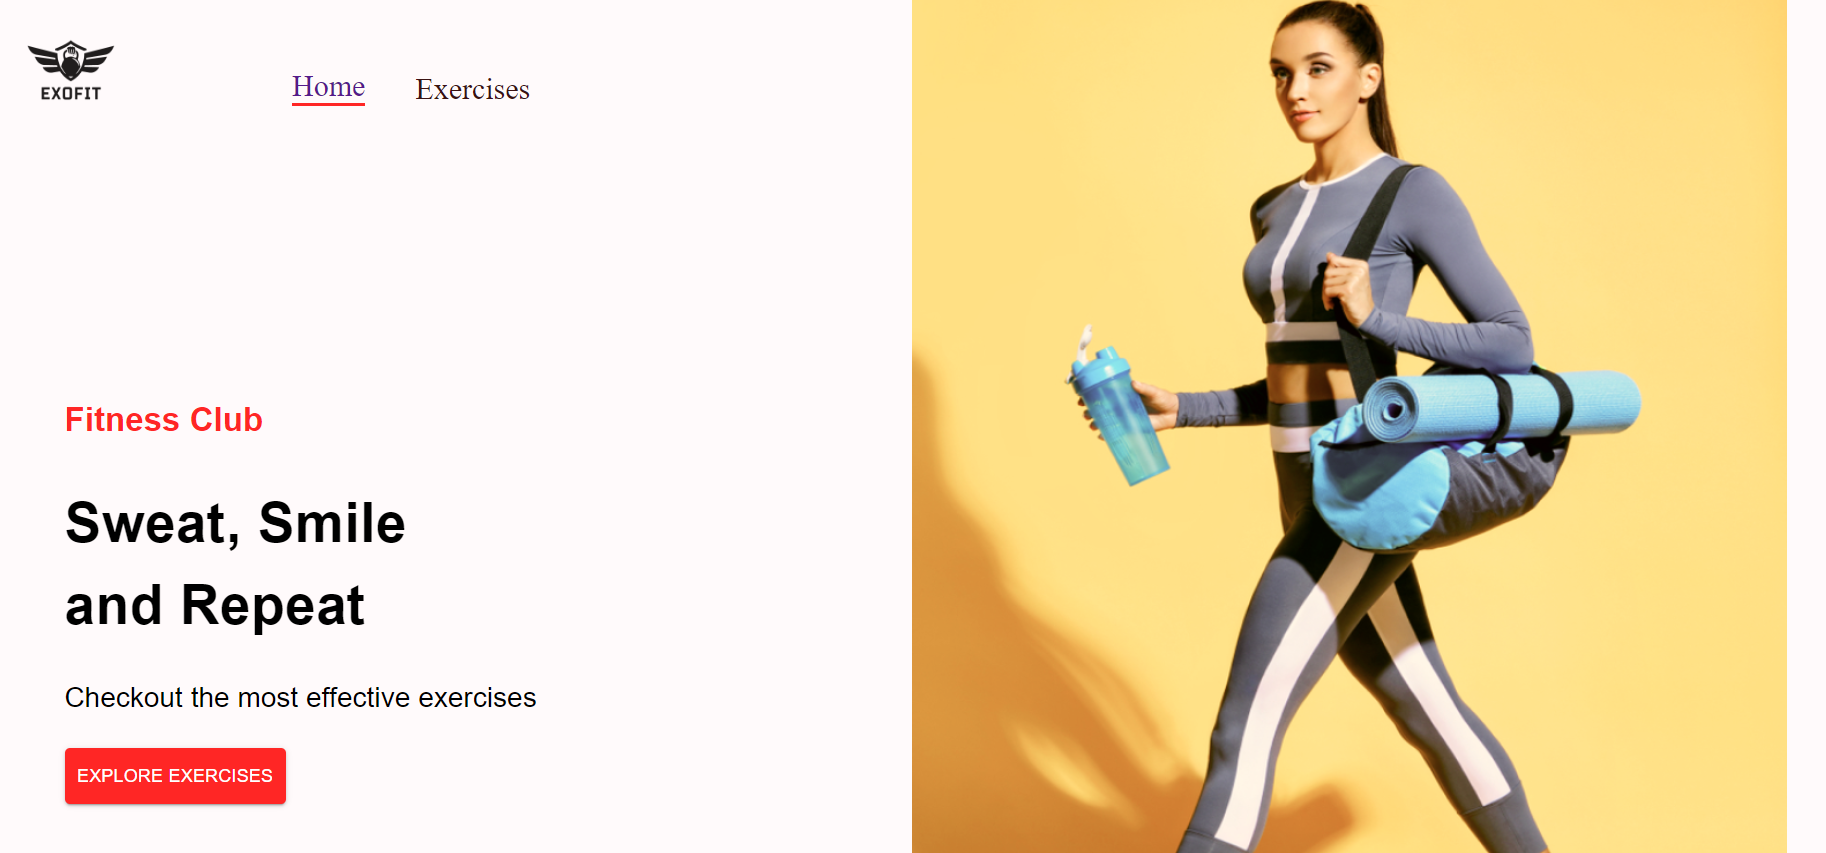 EXOFIT
Home
Exercises
Fitness Club
Sweat, Smile
and Repeat
Checkout the most effective exercises
EXPLORE EXERCISES